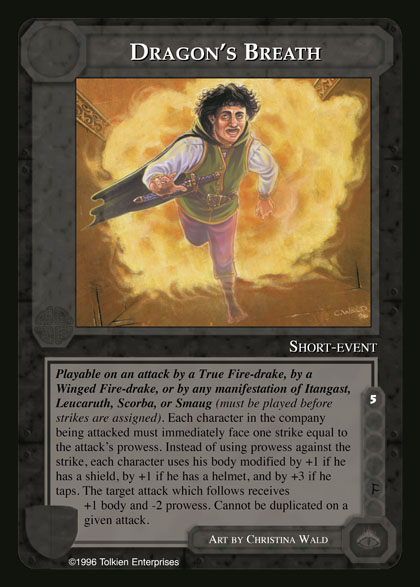 DRAGON'S BREATH
C. WALD
96
SHORT-EVENT
Playable on an attack by a True Fire-drake, by a
Winged Fire-drake, or by any manifestation of Itangast,
Leucaruth, Scorba, or Smaug (must be played before
strikes are assigned). Each character in the company
being attacked must immediately face one strike equal to
the attack's prowess. Instead of using prowess against the
strike, each character uses his body modified by +1 if he
has a shield, by +1 if he has a helmet, and by +3 if he
taps. The target attack which follows receives
+1 body and -2 prowess. Cannot be duplicated on a
given attack.
5
F
ART BY CHRISTINA WALD
©1996 Tolkien Enterprises